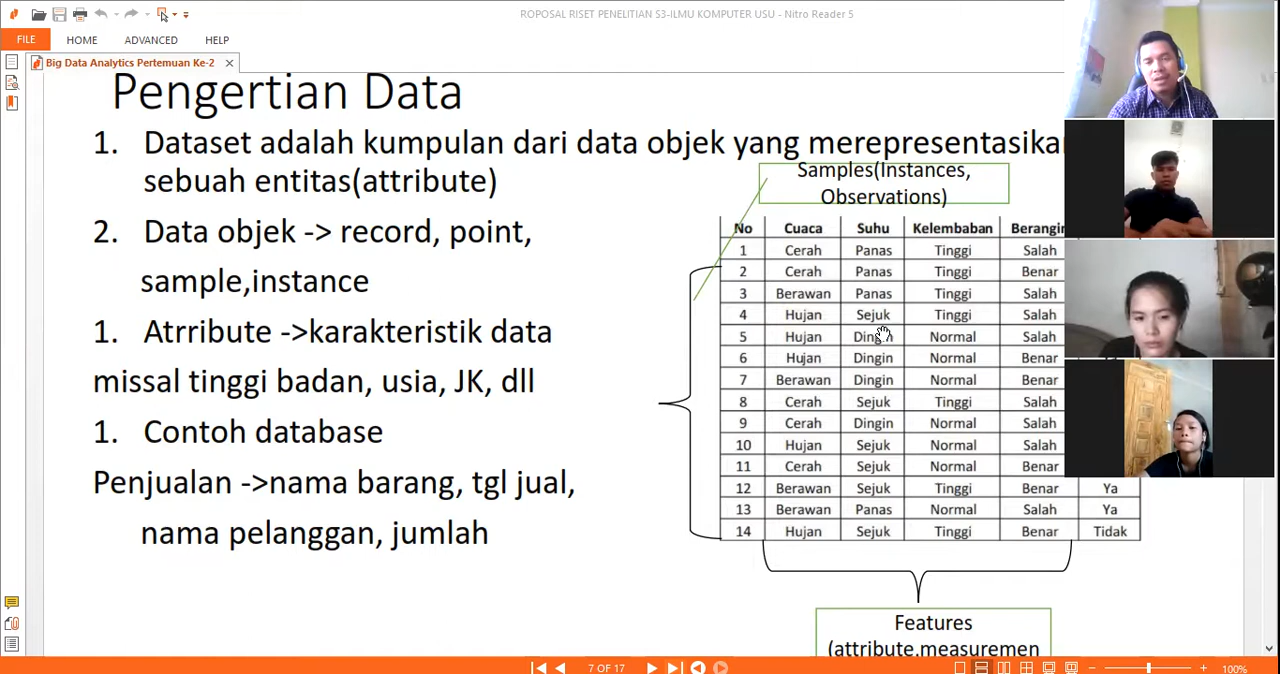 ROPOSAL RISET PENELITIAN S3-ILMU KOMPUTER USU - Nitro Reader 5
FILE HOME ADVANCED HELP
Big Data Analytics Pertemuan Ke-2
Pengertian Data
1. Dataset adalah kumpulan dari data objek yang merepresentasikan
sebuah entitas(attribute)
2. Data objek -> record, point,
sample,instance
1. Atrribute ->karakteristik data
missal tinggi badan, usia, JK, dll
1. Contoh database
Penjualan ->nama barang, tgl jual,
nama pelanggan, jumlah
Samples(Instances,
Observations)
No Cuaca Suhu Kelembaban Berangin
1 Cerah Panas Tinggi Salah
2 Cerah Panas Tinggi Benar
3 Berawan Panas Tinggi Salah
4 Hujan Sejuk Tinggi Salah
5 Hujan Dingin Normal Salah
6 Hujan Dingin Normal Benar
7 Berawan Dingin Normal Benar
8 Cerah Sejuk Tinggi Salah
9 Cerah Dingin Normal Salah
10 Hujan Sejuk Normal Salah
11 Cerah Sejuk Normal Benar
12 Berawan Sejuk Tinggi Benar Ya
13 Berawan Panas Normal Salah Ya
14 Hujan Sejuk Tinggi Benar Tidak
Features
(attribute,measuremen
7 OF 17
100%